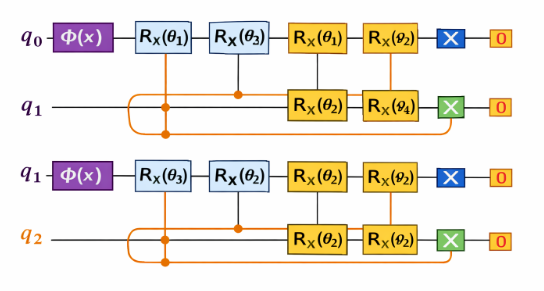 q₀ Φ(x) Rₓ(θ₁) Rₓ(θ₃) Rₓ(θ₁) Rₓ(𝜗₂) X 0
q₁ Rₓ(θ₂) Rₓ(𝜗₄) X 0
q₁ Φ(x) Rₓ(θ₃) Rₓ(θ₂) Rₓ(θ₂) Rₓ(𝜗₂) X 0
q₂ Rₓ(θ₂) Rₓ(𝜗₂) X 0